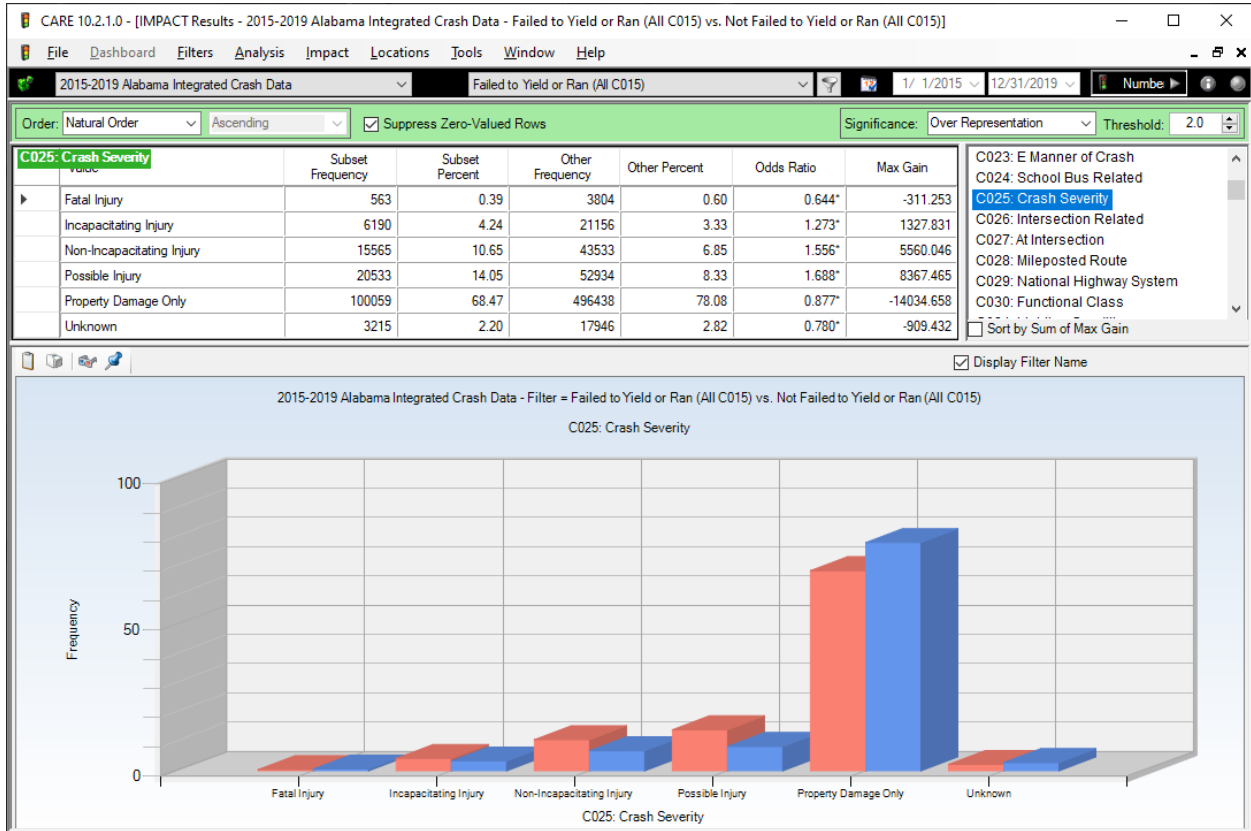 CARE 10.2.1.0 - [IMPACT Results - 2015-2019 Alabama Integrated Crash Data - Failed to Yield or Ran (All C015) vs. Not Failed to Yield or Ran (All C015)]
File Dashboard Filters Analysis Impact Locations Tools Window Help
2015-2019 Alabama Integrated Crash Data Failed to Yield or Ran (All C015) 1/ 1/2015 12/31/2019 Numbe
Order: Natural Order Ascending Suppress Zero-Valued Rows Significance: Over Representation Threshold: 2.0
C025: Crash Severity Subset Frequency Subset Percent Other Frequency Other Percent Odds Ratio Max Gain
Fatal Injury 563 0.39 3804 0.60 0.644* -311.253
Incapacitating Injury 6190 4.24 21156 3.33 1.273* 1327.831
Non-Incapacitating Injury 15565 10.65 43533 6.85 1.556* 5560.046
Possible Injury 20533 14.05 52934 8.33 1.688* 8367.465
Property Damage Only 100059 68.47 496438 78.08 0.877* -14034.658
Unknown 3215 2.20 17946 2.82 0.780* -909.432
C023: E Manner of Crash
C024: School Bus Related
C025: Crash Severity
C026: Intersection Related
C027: At Intersection
C028: Mileposted Route
C029: National Highway System
C030: Functional Class
Sort by Sum of Max Gain
Display Filter Name
2015-2019 Alabama Integrated Crash Data - Filter = Failed to Yield or Ran (All C015) vs. Not Failed to Yield or Ran (All C015)
C025: Crash Severity
100
50
0
Frequency
Fatal Injury Incapacitating Injury Non-Incapacitating Injury Possible Injury Property Damage Only Unknown
C025: Crash Severity